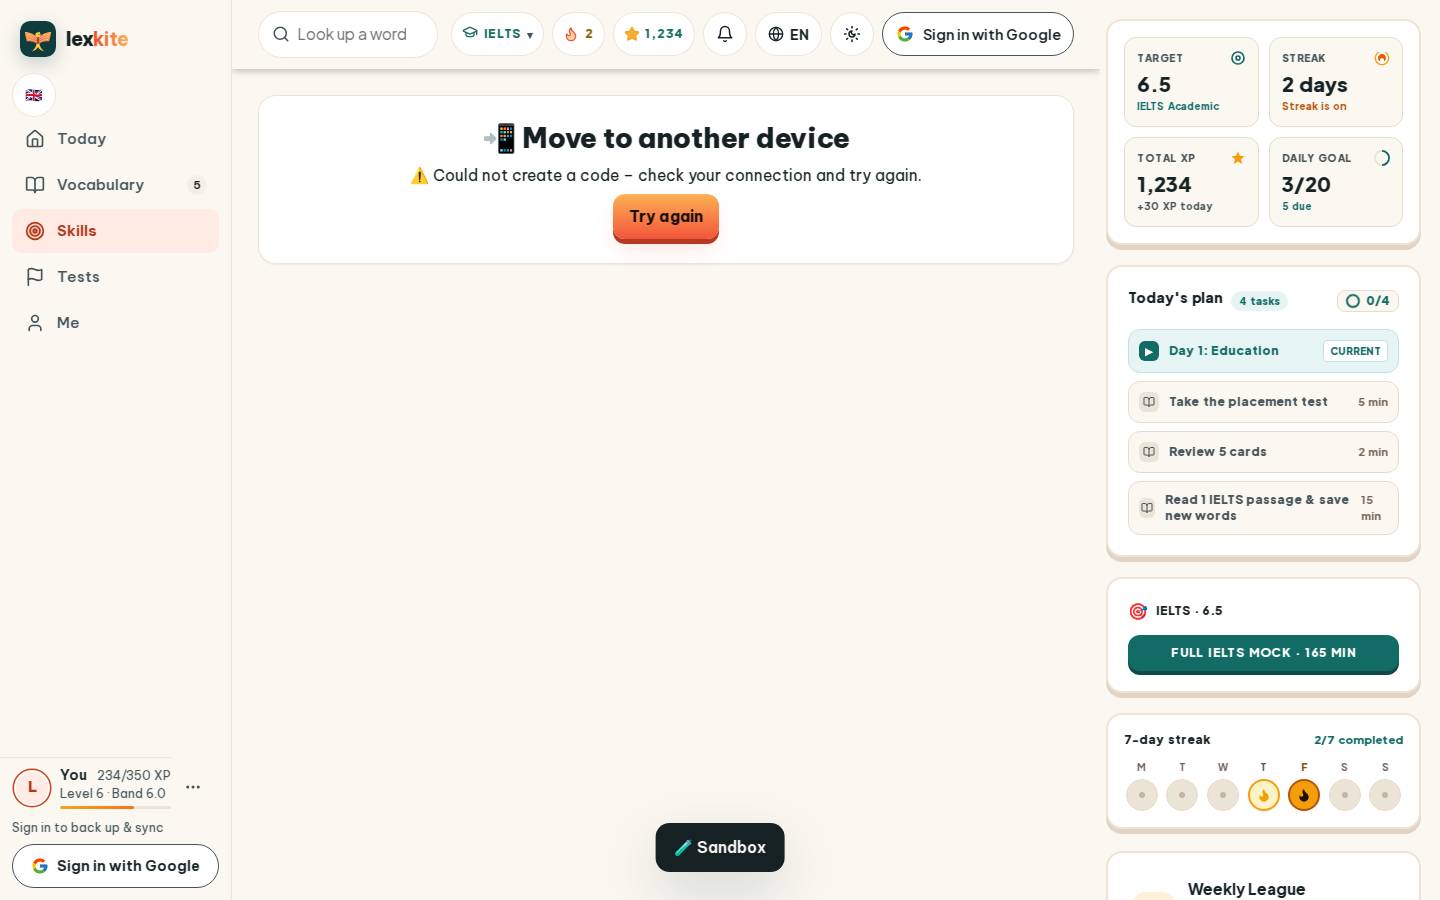 lexkite
Today
Vocabulary 5
Skills
Tests
Me
L
You 234/350 XP
Level 6 · Band 6.0
Sign in to back up & sync
Sign in with Google
Look up a word
IELTS ▾
2
1,234
EN
Sign in with Google
📲 Move to another device
⚠️ Could not create a code – check your connection and try again.
Try again
🧪 Sandbox
TARGET
6.5
IELTS Academic
STREAK
2 days
Streak is on
TOTAL XP
1,234
+30 XP today
DAILY GOAL
3/20
5 due
Today's plan 4 tasks 0/4
Day 1: Education CURRENT
Take the placement test 5 min
Review 5 cards 2 min
Read 1 IELTS passage & save new words 15 min
🎯 IELTS · 6.5
FULL IELTS MOCK · 165 MIN
7-day streak 2/7 completed
M T W T F S S
Weekly League